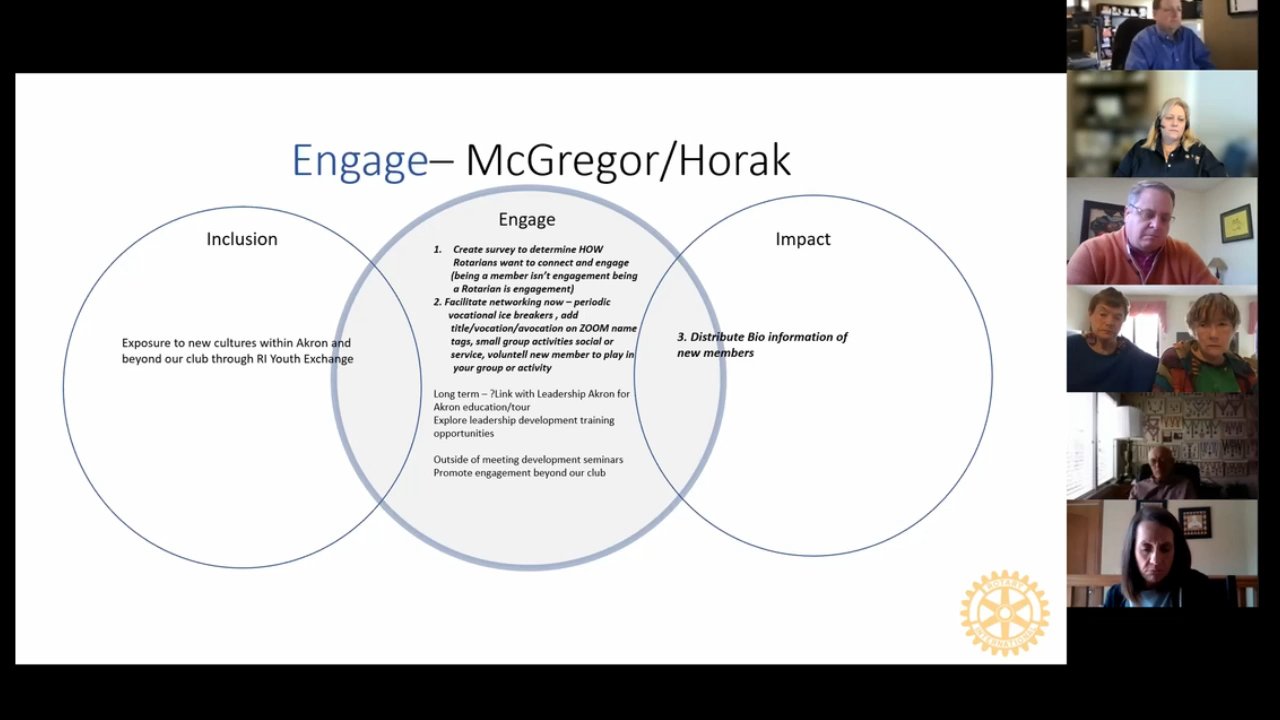 Engage– McGregor/Horak
Inclusion
Exposure to new cultures within Akron and
beyond our club through RI Youth Exchange
Engage
1. Create survey to determine HOW
Rotarians want to connect and engage
(being a member isn't engagement being
a Rotarian is engagement)
2. Facilitate networking now – periodic
vocational ice breakers , add
title/vocation/avocation on ZOOM name
tags, small group activities social or
service, voluntell new member to play in
your group or activity
Long term – ?Link with Leadership Akron for
Akron education/tour
Explore leadership development training
opportunities
Outside of meeting development seminars
Promote engagement beyond our club
Impact
3. Distribute Bio information of
new members
ROTARY
INTERNATIONAL